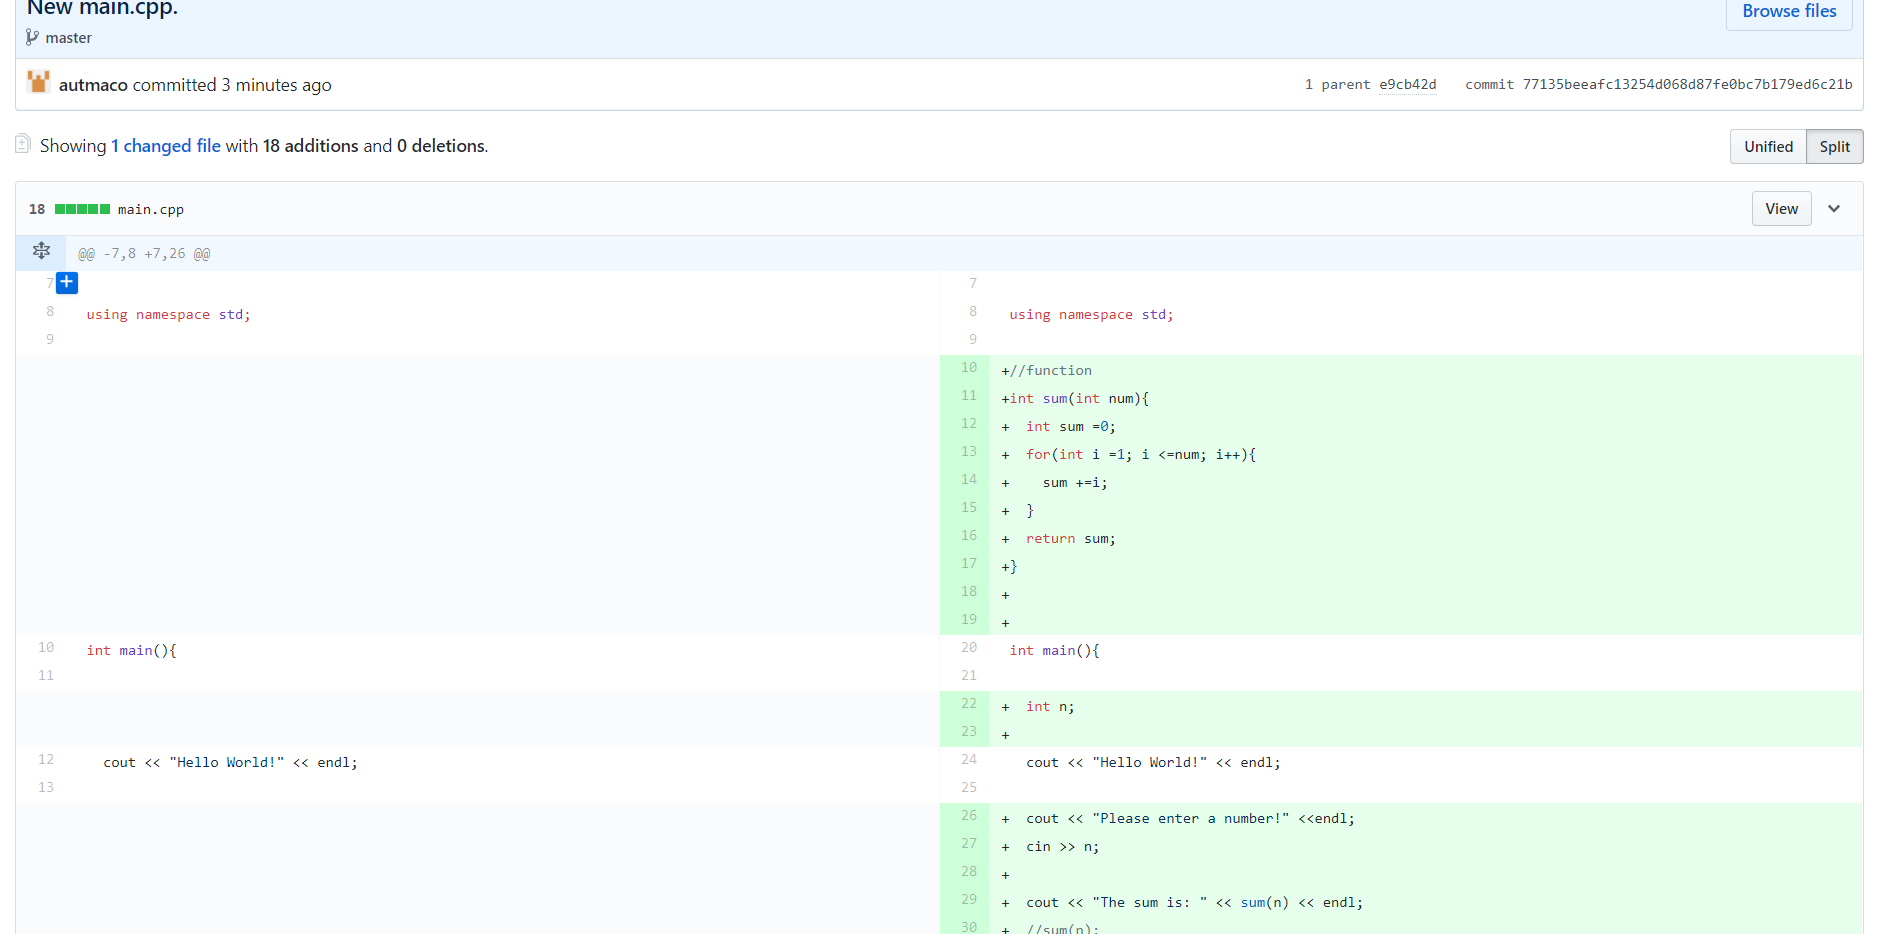 New main.cpp.
Browse files
master
autmaco committed 3 minutes ago
1 parent e9cb42d commit 77135beeafc13254d068d87fe0bc7b179ed6c21b
Showing 1 changed file with 18 additions and 0 deletions.
Unified Split
18 main.cpp
View
@@ -7,8 +7,26 @@
7 + 7
8 using namespace std; 8 using namespace std;
9 9
10 +//function
11 +int sum(int num){
12 + int sum =0;
13 + for(int i =1; i <=num; i++){
14 + sum +=i;
15 + }
16 + return sum;
17 +}
18 +
19 +
10 int main(){ 20 int main(){
11 21
22 + int n;
23 +
12 cout << "Hello World!" << endl; 24 cout << "Hello World!" << endl;
13 25
26 + cout << "Please enter a number!" <<endl;
27 + cin >> n;
28 +
29 + cout << "The sum is: " << sum(n) << endl;
30 + //sum(n);